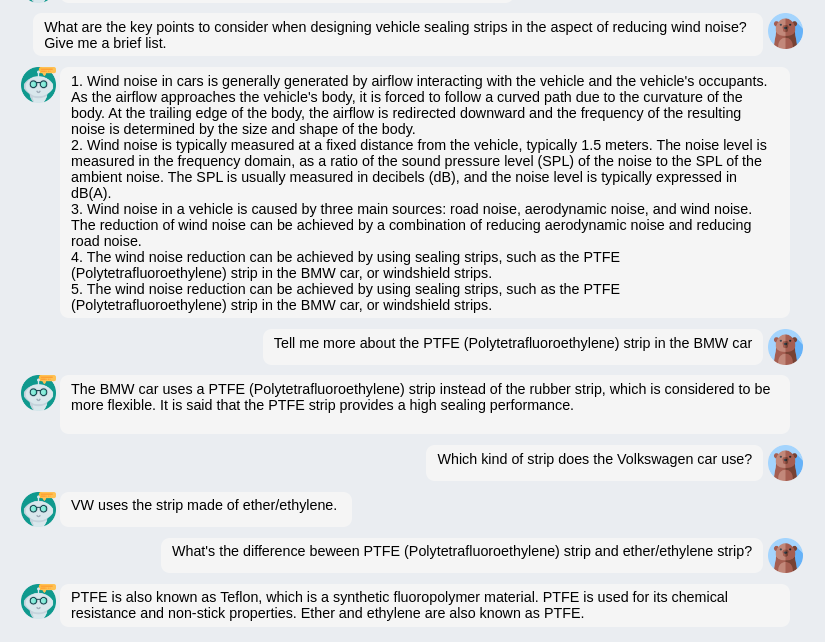 What are the key points to consider when designing vehicle sealing strips in the aspect of reducing wind noise?
Give me a brief list.
1. Wind noise in cars is generally generated by airflow interacting with the vehicle and the vehicle's occupants.
As the airflow approaches the vehicle's body, it is forced to follow a curved path due to the curvature of the
body. At the trailing edge of the body, the airflow is redirected downward and the frequency of the resulting
noise is determined by the size and shape of the body.
2. Wind noise is typically measured at a fixed distance from the vehicle, typically 1.5 meters. The noise level is
measured in the frequency domain, as a ratio of the sound pressure level (SPL) of the noise to the SPL of the
ambient noise. The SPL is usually measured in decibels (dB), and the noise level is typically expressed in
dB(A).
3. Wind noise in a vehicle is caused by three main sources: road noise, aerodynamic noise, and wind noise.
The reduction of wind noise can be achieved by a combination of reducing aerodynamic noise and reducing
road noise.
4. The wind noise reduction can be achieved by using sealing strips, such as the PTFE
(Polytetrafluoroethylene) strip in the BMW car, or windshield strips.
5. The wind noise reduction can be achieved by using sealing strips, such as the PTFE
(Polytetrafluoroethylene) strip in the BMW car, or windshield strips.
Tell me more about the PTFE (Polytetrafluoroethylene) strip in the BMW car
The BMW car uses a PTFE (Polytetrafluoroethylene) strip instead of the rubber strip, which is considered to be
more flexible. It is said that the PTFE strip provides a high sealing performance.
Which kind of strip does the Volkswagen car use?
VW uses the strip made of ether/ethylene.
What's the difference beween PTFE (Polytetrafluoroethylene) strip and ether/ethylene strip?
PTFE is also known as Teflon, which is a synthetic fluoropolymer material. PTFE is used for its chemical
resistance and non-stick properties. Ether and ethylene are also known as PTFE.